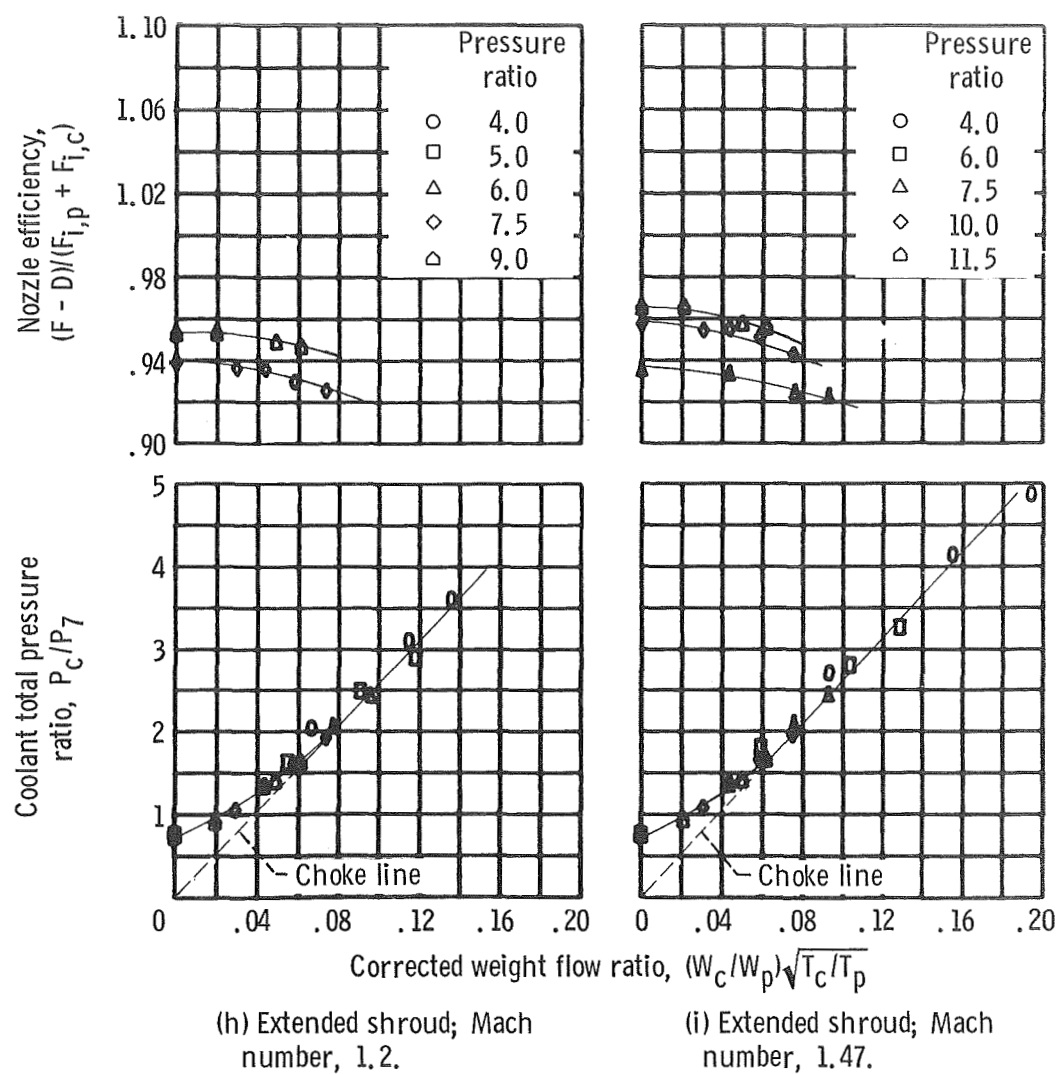 Nozzle efficiency,
(F - D)/(Fi,p + Fi,c)
1.10
1.06
1.02
.98
.94
.90
Pressure
ratio
4.0
5.0
6.0
7.5
9.0
Pressure
ratio
4.0
6.0
7.5
10.0
11.5
Coolant total pressure
ratio, Pc/P7
5
4
3
2
1
Choke line
Choke line
0 .04 .08 .12 .16 .20
0 .04 .08 .12 .16 .20
Corrected weight flow ratio, (Wc/Wp)√Tc/Tp
(h) Extended shroud; Mach
number, 1.2.
(i) Extended shroud; Mach
number, 1.47.